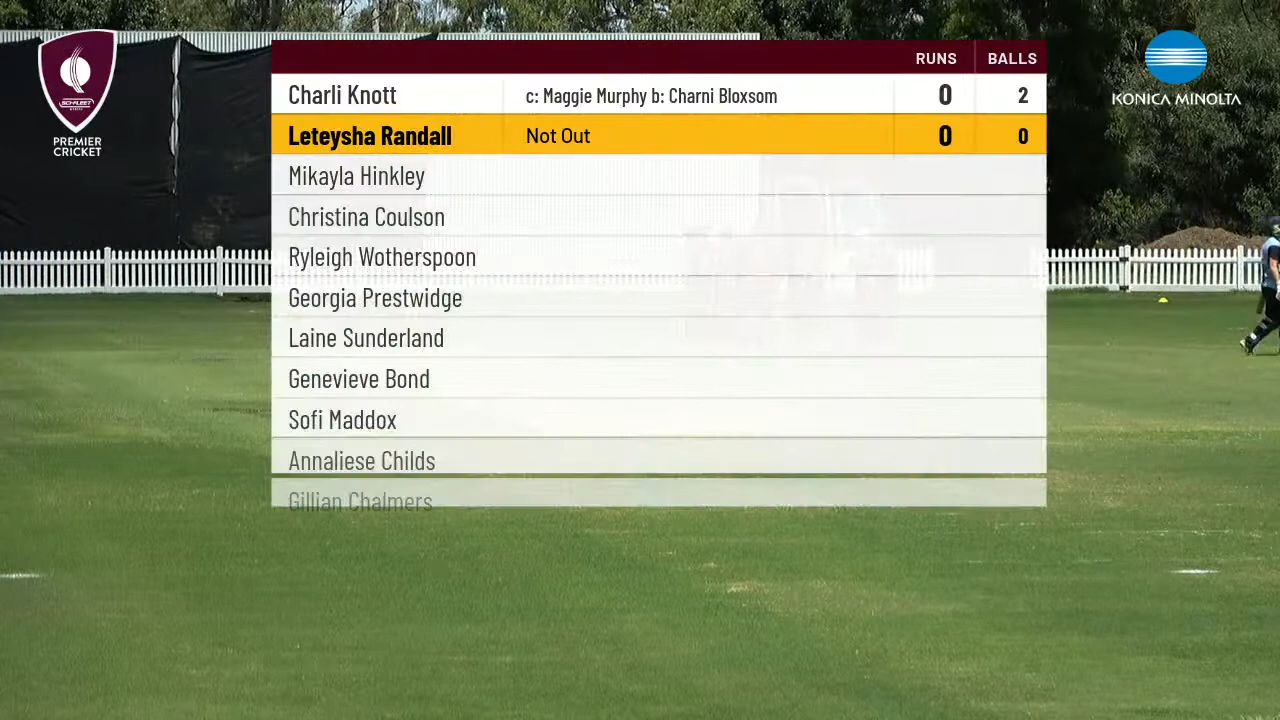 RUNS BALLS
Charli Knott c: Maggie Murphy b: Charni Bloxsom 0 2
Leteysha Randall Not Out 0 0
Mikayla Hinkley
Christina Coulson
Ryleigh Wotherspoon
Georgia Prestwidge
Laine Sunderland
Genevieve Bond
Sofi Maddox
Annaliese Childs
Gillian Chalmers
PREMIER
CRICKET
KONICA MINOLTA